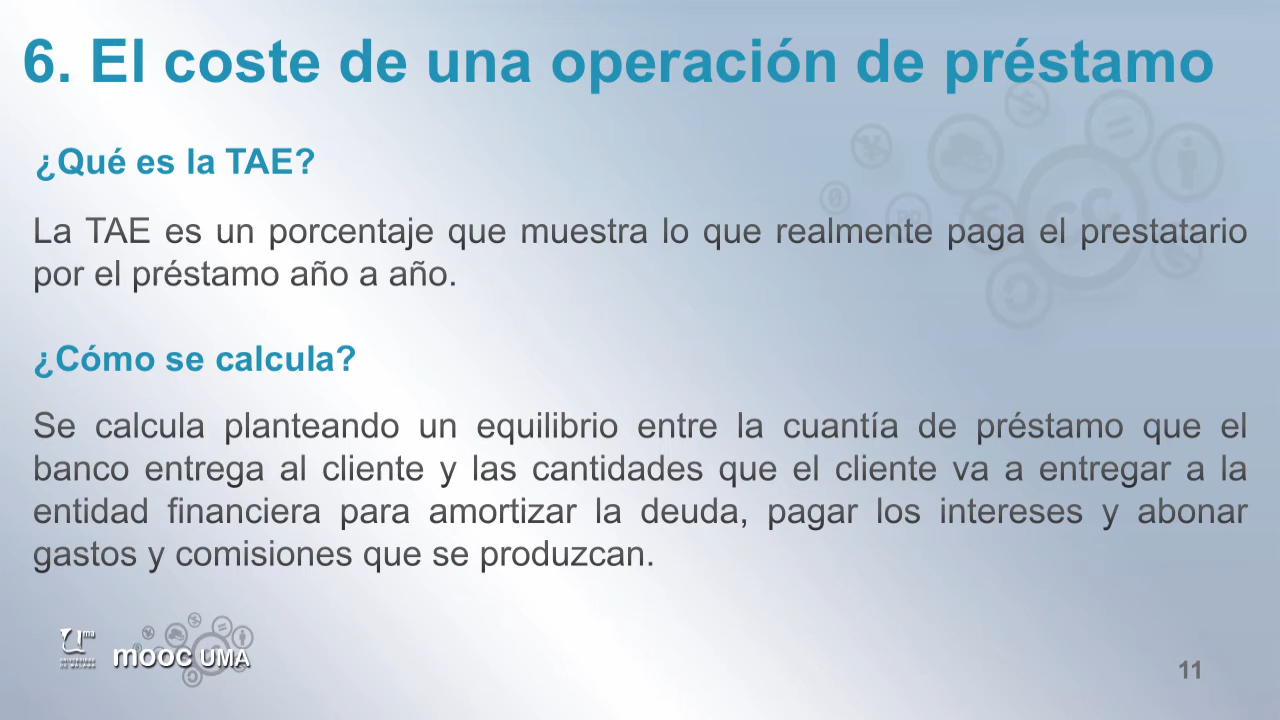 6. El coste de una operación de préstamo
¿Qué es la TAE?
La TAE es un porcentaje que muestra lo que realmente paga el prestatario
por el préstamo año a año.
¿Cómo se calcula?
Se calcula planteando un equilibrio entre la cuantía de préstamo que el
banco entrega al cliente y las cantidades que el cliente va a entregar a la
entidad financiera para amortizar la deuda, pagar los intereses y abonar
gastos y comisiones que se produzcan.
uma
mooc UMA
11